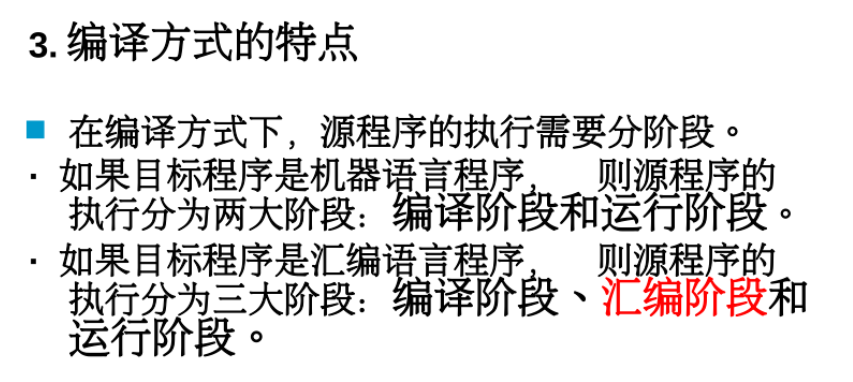 3. 编译方式的特点
在编译方式下，源程序的执行需要分阶段。
· 如果目标程序是机器语言程序， 则源程序的
执行分为两大阶段：编译阶段和运行阶段。
· 如果目标程序是汇编语言程序， 则源程序的
执行分为三大阶段：编译阶段、汇编阶段和
运行阶段。